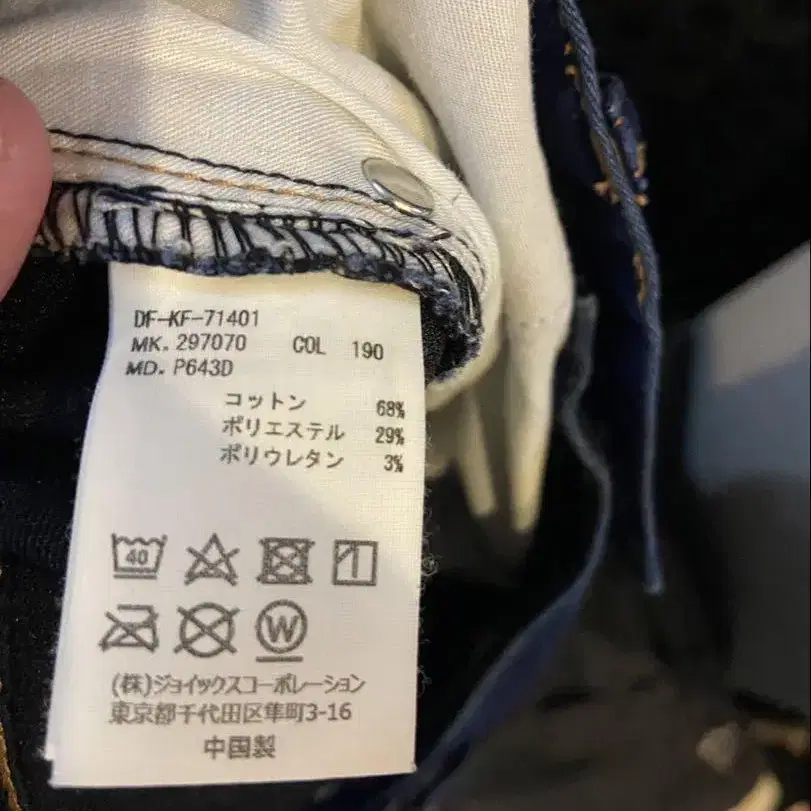 DF-KF-71401
MK. 297070 COL 190
MD. P643D
コットン 68%
ポリエステル 29%
ポリウレタン 3%
40
W
(株)ジョイックスコーポレーション
東京都千代田区隼町3-16
中国製